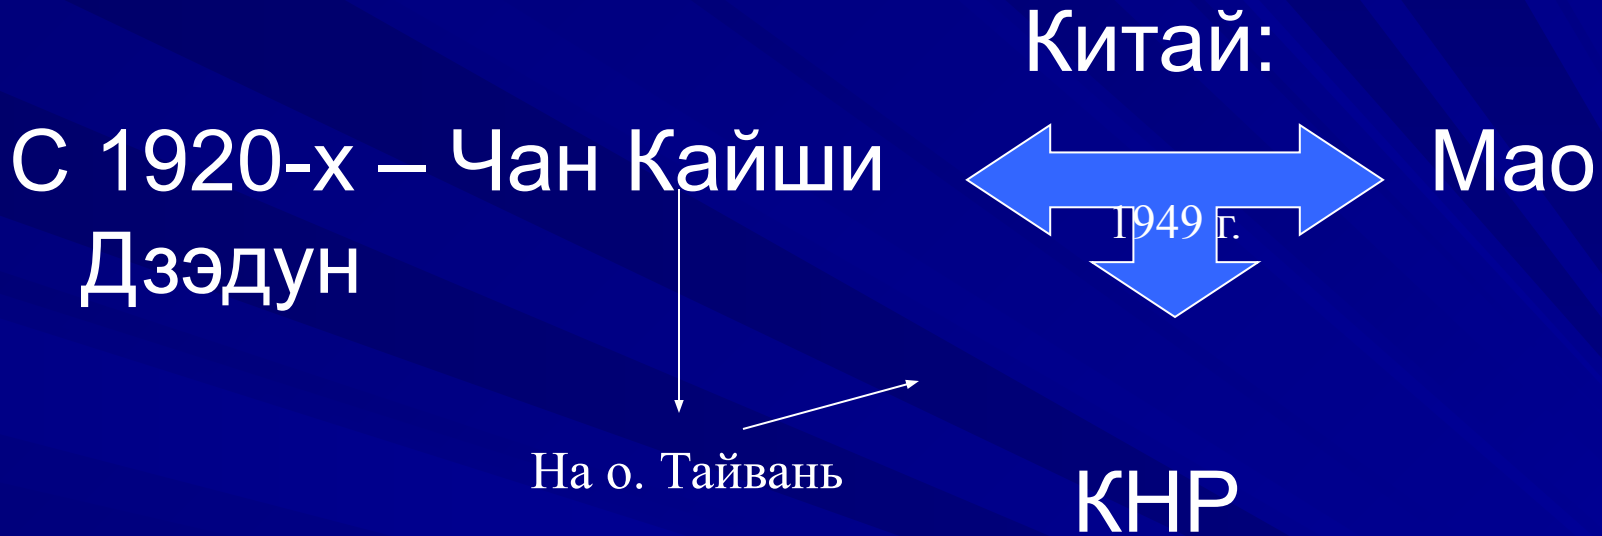 Китай:
С 1920-х – Чан Кайши Мао
1949 г.
Дзэдун
На о. Тайвань
КНР